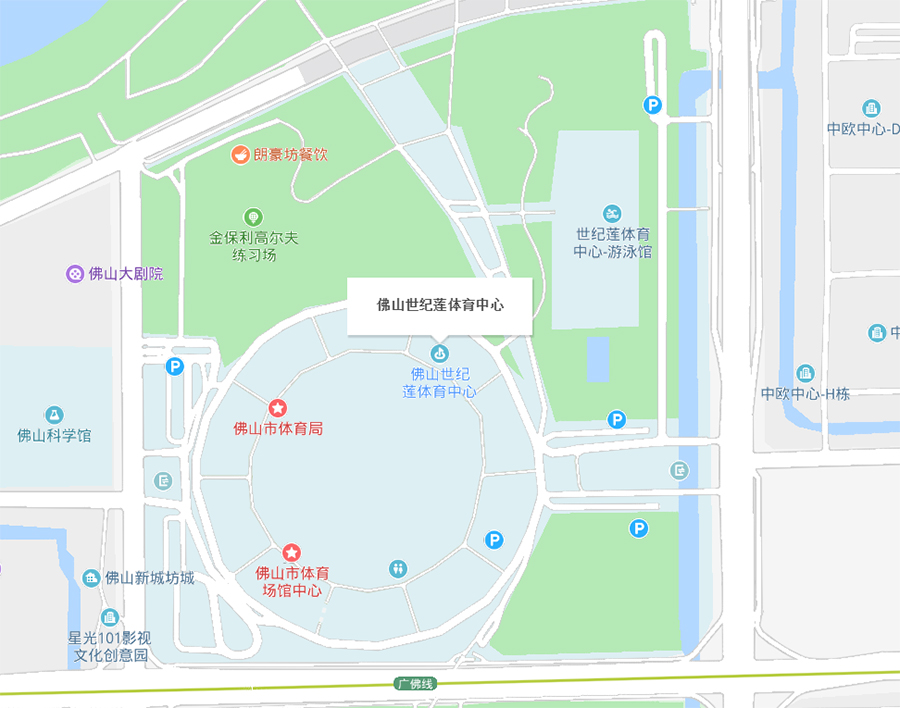 P
中欧中心-D
朗豪坊餐饮
金保利高尔夫
练习场
世纪莲体育
中心-游泳馆
佛山大剧院
佛山世纪莲体育中心
中
P
佛山世纪
莲体育中心
中欧中心-H栋
佛山市体育局
P
佛山科学馆
P
P
佛山市体育
场馆中心
佛山新城坊城
星光101影视
文化创意园
广佛线